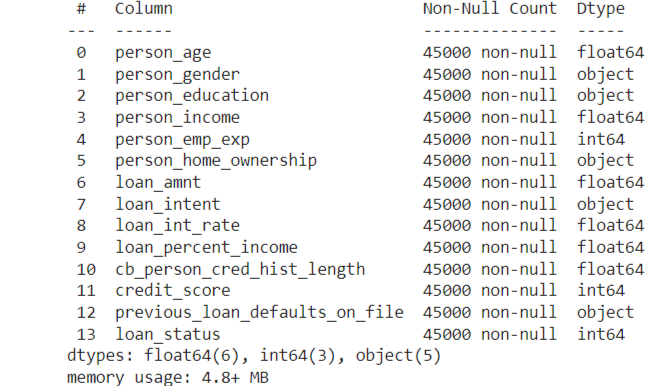 #   Column                          Non-Null Count  Dtype
---  ------                          --------------  -----
 0   person_age                      45000 non-null  float64
 1   person_gender                   45000 non-null  object
 2   person_education                45000 non-null  object
 3   person_income                   45000 non-null  float64
 4   person_emp_exp                  45000 non-null  int64
 5   person_home_ownership           45000 non-null  object
 6   loan_amnt                       45000 non-null  float64
 7   loan_intent                     45000 non-null  object
 8   loan_int_rate                   45000 non-null  float64
 9   loan_percent_income             45000 non-null  float64
 10  cb_person_cred_hist_length      45000 non-null  float64
 11  credit_score                    45000 non-null  int64
 12  previous_loan_defaults_on_file  45000 non-null  object
 13  loan_status                     45000 non-null  int64
dtypes: float64(6), int64(3), object(5)
memory usage: 4.8+ MB